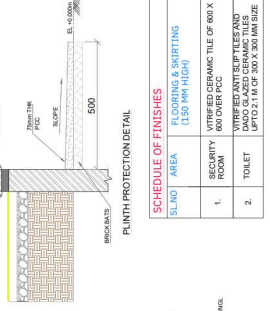 EL +0.000m
75mm THK
PCC
SLOPE
500
BRICKBATS
PLINTH PROTECTION DETAIL
SCHEDULE OF FINISHES
SL.NO
AREA
FLOORING & SKIRTING
(150 MM HIGH)
1.
SECURITY
ROOM
VITRIFIED CERAMIC TILE OF 600 X
600 OVER PCC
2.
TOILET
VITRIFIED ANTI SLIP TILES AND
DADO GLAZED CERAMIC TILES
UPTO 2.1 M OF 300 X 300 MM SIZE
NGL